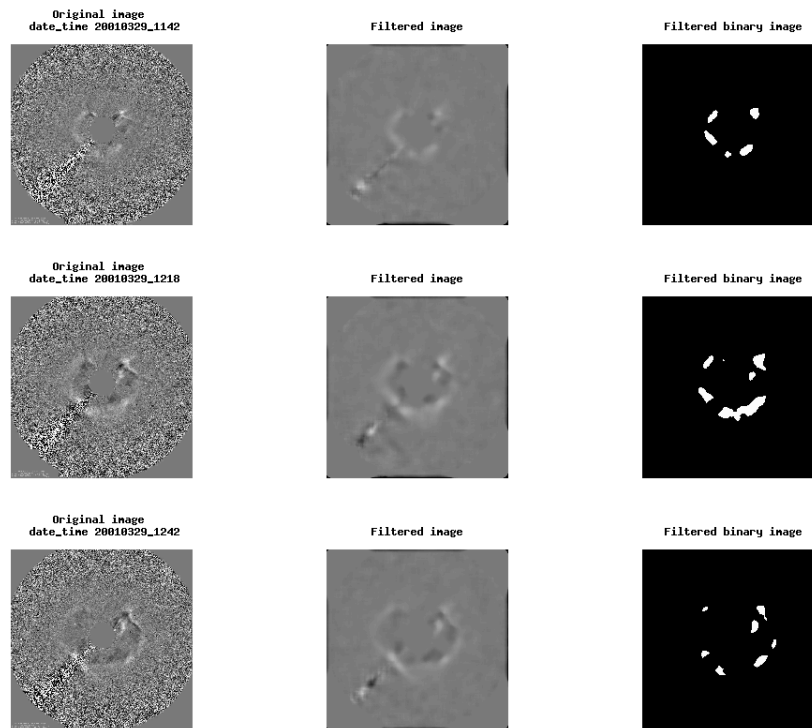 Original image
date_time 20010329_1142
Filtered image
Filtered binary image
Original image
date_time 20010329_1218
Filtered image
Filtered binary image
Original image
date_time 20010329_1242
Filtered image
Filtered binary image